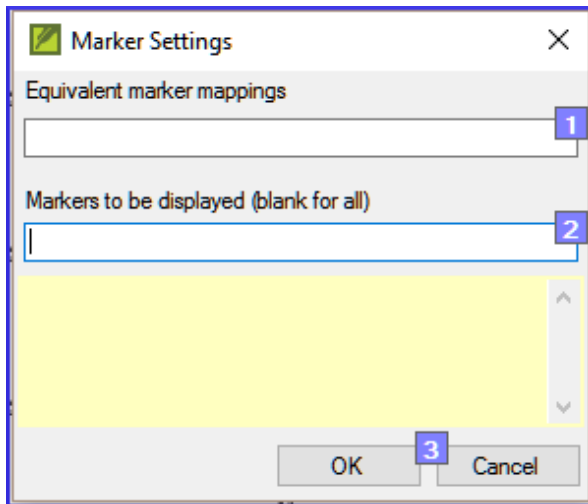 Marker Settings
Equivalent marker mappings
1
Markers to be displayed (blank for all)
2
3
OK
Cancel